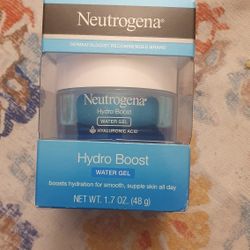 Neutrogena®
DERMATOLOGIST RECOMMENDED BRAND
Neutrogena®
Hydro Boost
WATER GEL
HYALURONIC ACID
Hydro Boost
WATER GEL
boosts hydration for smooth, supple skin all day
NET WT. 1.7 OZ. (48 g)